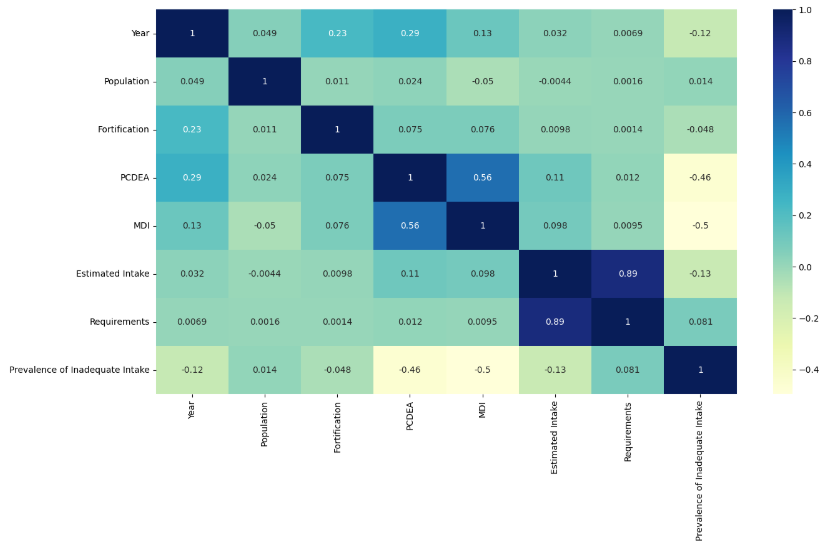 Year 1 0.049 0.23 0.29 0.13 0.032 0.0069 -0.12
Population 0.049 1 0.011 0.024 -0.05 -0.0044 0.0016 0.014
Fortification 0.23 0.011 1 0.075 0.076 0.0098 0.0014 -0.048
PCDEA 0.29 0.024 0.075 1 0.56 0.11 0.012 -0.46
MDI 0.13 -0.05 0.076 0.56 1 0.098 0.0095 -0.5
Estimated Intake 0.032 -0.0044 0.0098 0.11 0.098 1 0.89 -0.13
Requirements 0.0069 0.0016 0.0014 0.012 0.0095 0.89 1 0.081
Prevalence of Inadequate Intake -0.12 0.014 -0.048 -0.46 -0.5 -0.13 0.081 1
Year
Population
Fortification
PCDEA
MDI
Estimated Intake
Requirements
Prevalence of Inadequate Intake
1.0
0.8
0.6
0.4
0.2
0.0
−0.2
−0.4